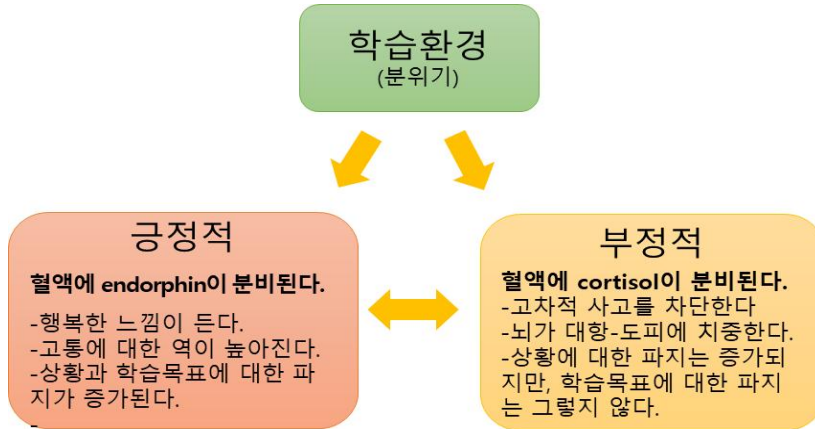 학습환경
(분위기)
긍정적
혈액에 endorphin이 분비된다.
-행복한 느낌이 든다.
-고통에 대한 역이 높아진다.
-상황과 학습목표에 대한 파
지가 증가된다.
-
부정적
혈액에 cortisol이 분비된다.
-고차적 사고를 차단한다
-뇌가 대항-도피에 치중한다.
-상황에 대한 파지는 증가되
지만, 학습목표에 대한 파지
는 그렇지 않다.